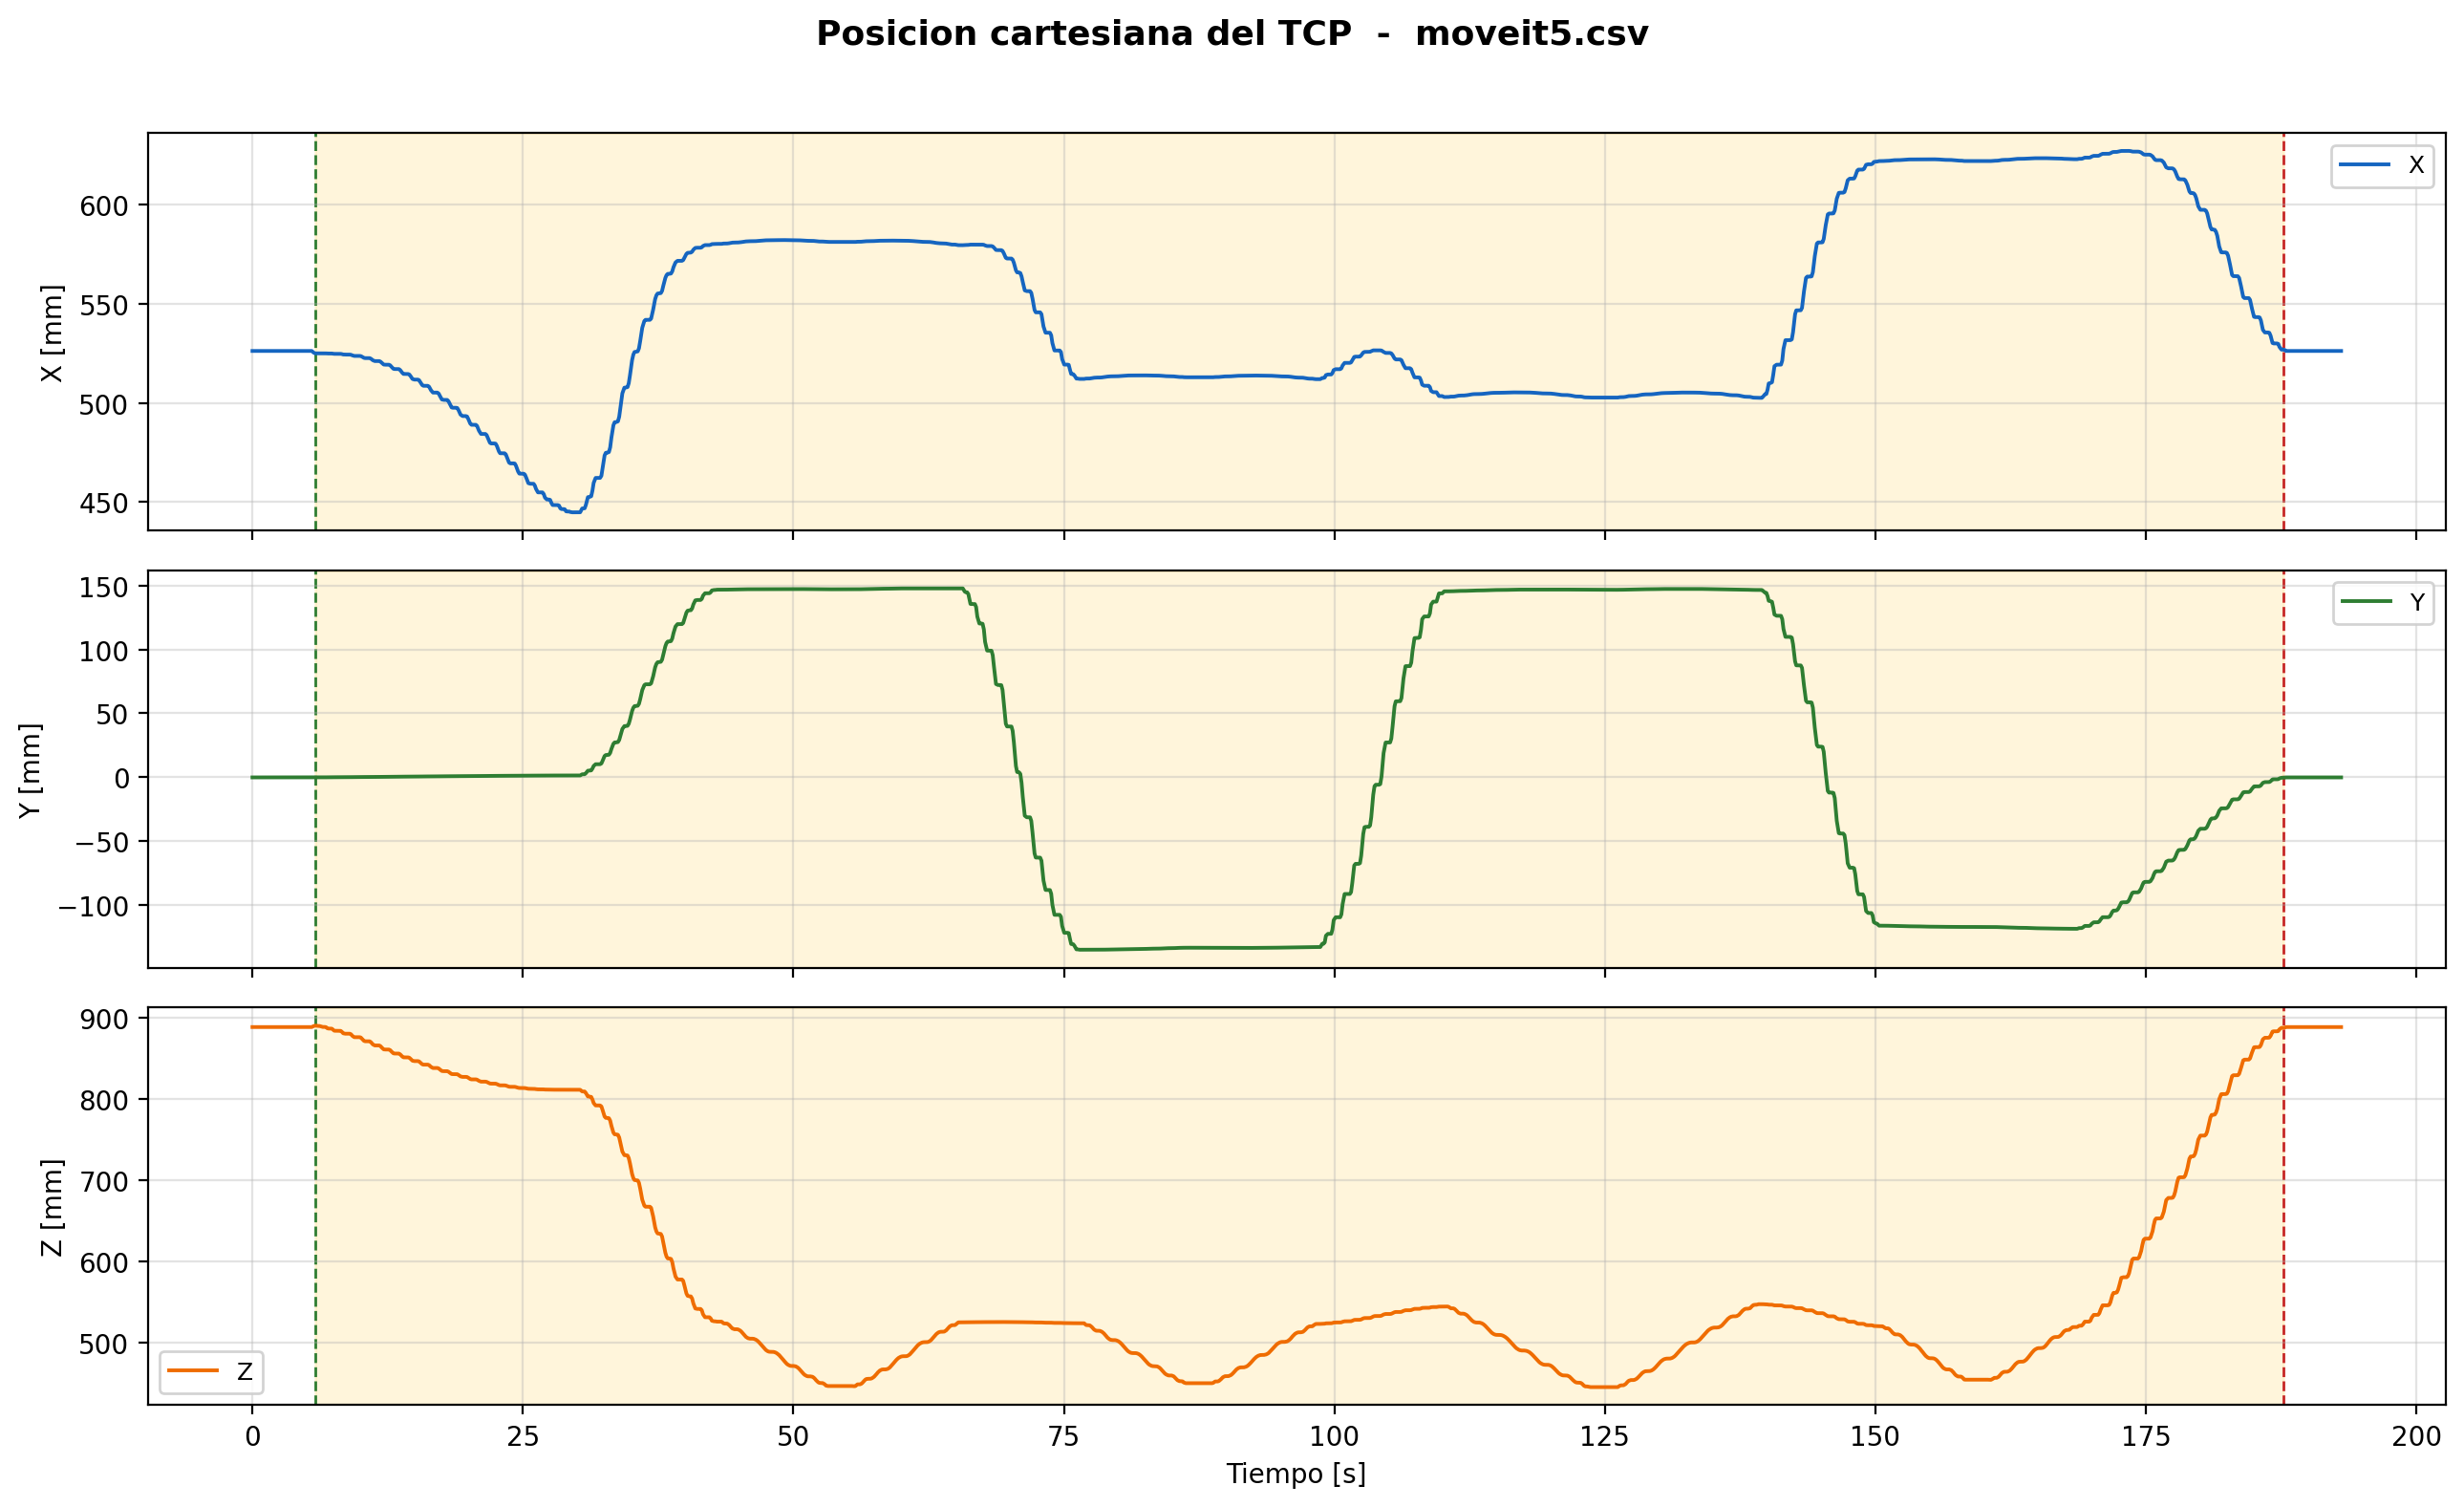 Posicion cartesiana del TCP - moveit5.csv
X [mm]
600
550
500
450
X
Y [mm]
150
100
50
0
−50
−100
Y
Z [mm]
900
800
700
600
500
Z
0 25 50 75 100 125 150 175 200
Tiempo [s]